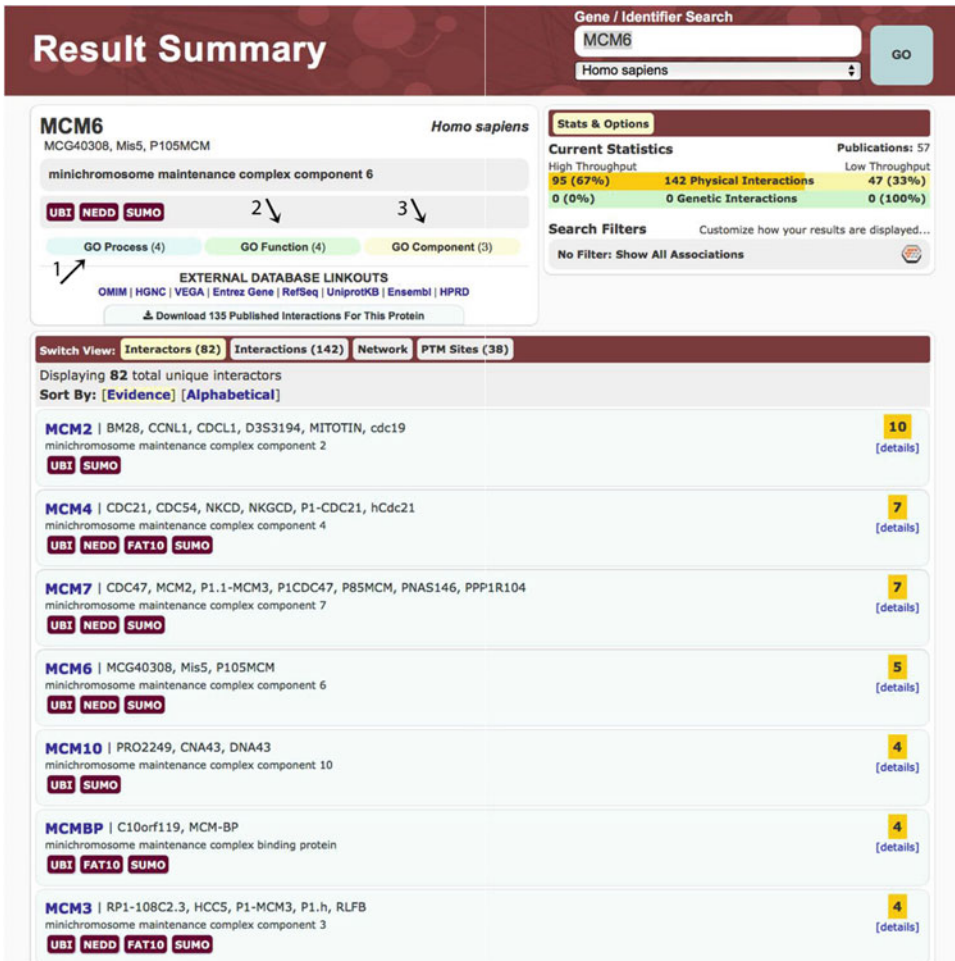 Result Summary
Gene / Identifier Search
MCM6
Homo sapiens
GO
MCM6
Homo sapiens
MCG40308, Mis5, P105MCM
minichromosome maintenance complex component 6
UBI NEDD SUMO
2 3
GO Process (4) GO Function (4) GO Component (3)
1
EXTERNAL DATABASE LINKOUTS
OMIM | HGNC | VEGA | Entrez Gene | RefSeq | UniprotKB | Ensembl | HPRD
Download 135 Published Interactions For This Protein
Stats & Options
Current Statistics Publications: 57
High Throughput Low Throughput
95 (67%) 142 Physical Interactions 47 (33%)
0 (0%) 0 Genetic Interactions 0 (100%)
Search Filters Customize how your results are displayed...
No Filter: Show All Associations
Switch View: Interactors (82) Interactions (142) Network PTM Sites (38)
Displaying 82 total unique interactors
Sort By: [Evidence] [Alphabetical]
MCM2 | BM28, CCNL1, CDCL1, D3S3194, MITOTIN, cdc19 10
minichromosome maintenance complex component 2 [details]
UBI SUMO
MCM4 | CDC21, CDC54, NKCD, NKGCD, P1-CDC21, hCdc21 7
minichromosome maintenance complex component 4 [details]
UBI NEDD FAT10 SUMO
MCM7 | CDC47, MCM2, P1.1-MCM3, P1CDC47, P85MCM, PNAS146, PPP1R104 7
minichromosome maintenance complex component 7 [details]
UBI NEDD SUMO
MCM6 | MCG40308, Mis5, P105MCM 5
minichromosome maintenance complex component 6 [details]
UBI NEDD SUMO
MCM10 | PRO2249, CNA43, DNA43 4
minichromosome maintenance complex component 10 [details]
UBI SUMO
MCMBP | C10orf119, MCM-BP 4
minichromosome maintenance complex binding protein [details]
UBI FAT10 SUMO
MCM3 | RP1-108C2.3, HCC5, P1-MCM3, P1.h, RLFB 4
minichromosome maintenance complex component 3 [details]
UBI NEDD FAT10 SUMO